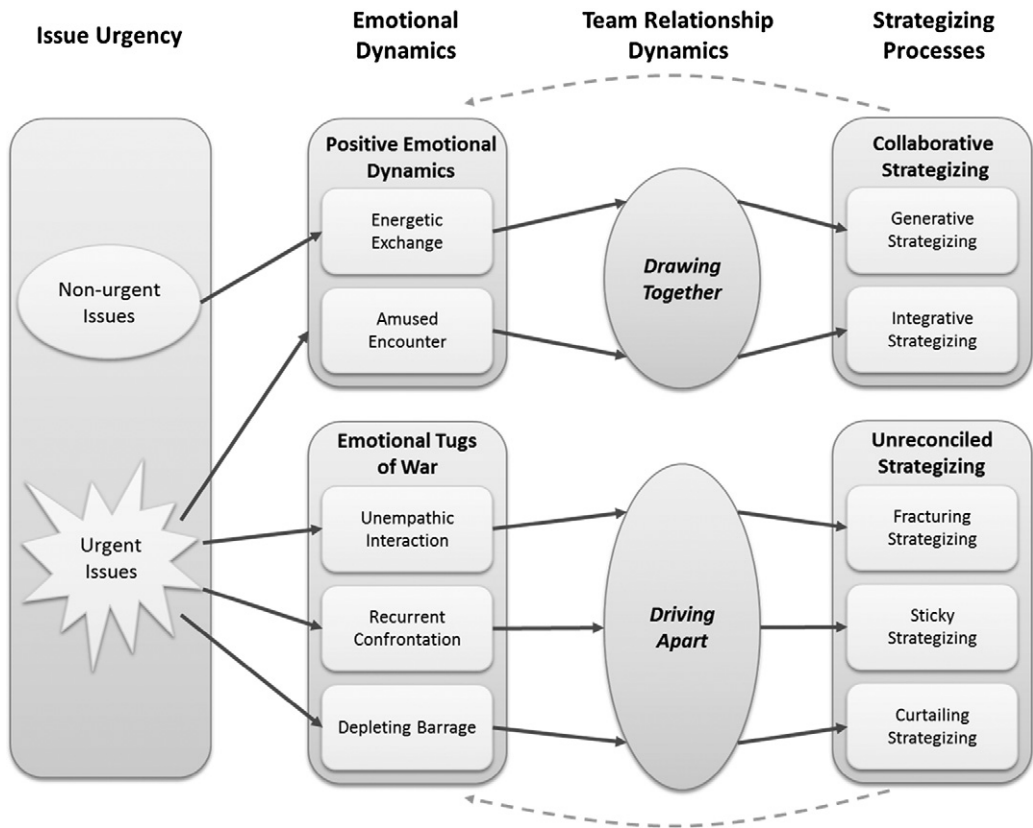 Issue Urgency
Emotional
Dynamics
Team Relationship
Dynamics
Strategizing
Processes
Non-urgent
Issues
Urgent
Issues
Positive Emotional
Dynamics
Energetic
Exchange
Amused
Encounter
Emotional Tugs
of War
Unempathic
Interaction
Recurrent
Confrontation
Depleting Barrage
Drawing
Together
Driving
Apart
Collaborative
Strategizing
Generative
Strategizing
Integrative
Strategizing
Unreconciled
Strategizing
Fracturing
Strategizing
Sticky
Strategizing
Curtailing
Strategizing